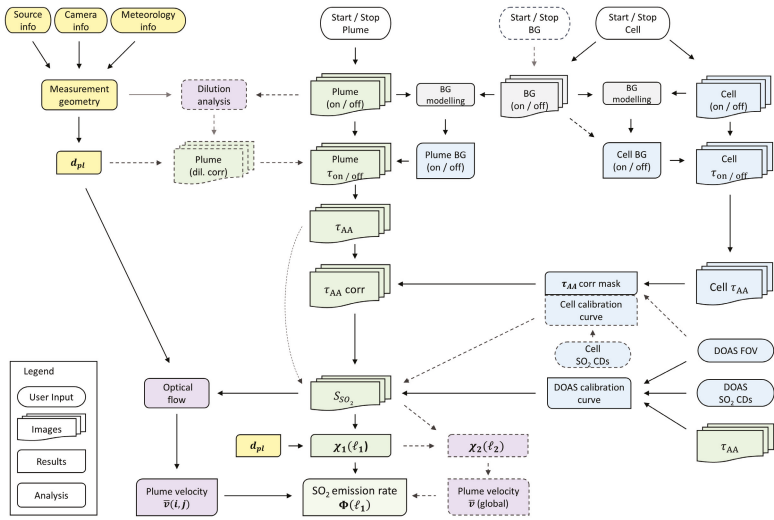 Source
info
Camera
info
Meteorology
info
Start / Stop
Plume
Start / Stop
BG
Start / Stop
Cell
Measurement
geometry
Dilution
analysis
Plume
(on / off)
BG
modelling
BG
(on / off)
BG
modelling
Cell
(on / off)
d_pl
Plume
(dil. corr)
Plume
τ_on / off
Plume BG
(on / off)
Cell BG
(on / off)
Cell
τ_on / off
τ_AA
τ_AA corr
τ_AA corr mask
Cell calibration
curve
Cell τ_AA
Cell
SO₂ CDs
DOAS FOV
Legend
User Input
Images
Results
Analysis
Optical
flow
S_SO₂
DOAS calibration
curve
DOAS
SO₂ CDs
d_pl
χ₁(ℓ₁)
χ₂(ℓ₂)
τ_AA
Plume velocity
v̅(i,j)
SO₂ emission rate
Φ(ℓ₁)
Plume velocity
v̅ (global)